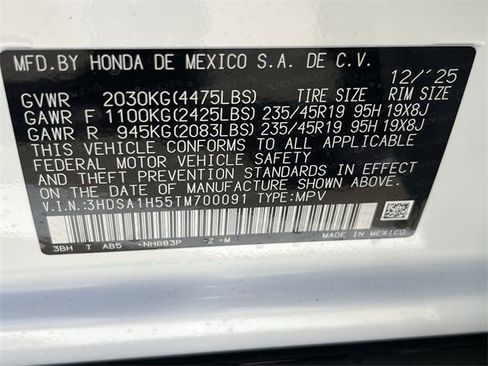 MFD.BY HONDA DE MEXICO S.A. DE C.V.
12/'25
GVWR 2030KG(4475LBS) TIRE SIZE RIM SIZE
GAWR F 1100KG(2425LBS) 235/45R19 95H 19X8J
GAWR R 945KG(2083LBS) 235/45R19 95H 19X8J
THIS VEHICLE CONFORMS TO ALL APPLICABLE
FEDERAL MOTOR VEHICLE SAFETY
AND THEFT PREVENTION STANDARDS IN EFFECT
ON THE DATE OF MANUFACTURE SHOWN ABOVE.
V.I.N.:3HDSA1H55TM700091 TYPE:MPV
3BH T AB5 -NH883P -Z -M
MADE IN MEXICO